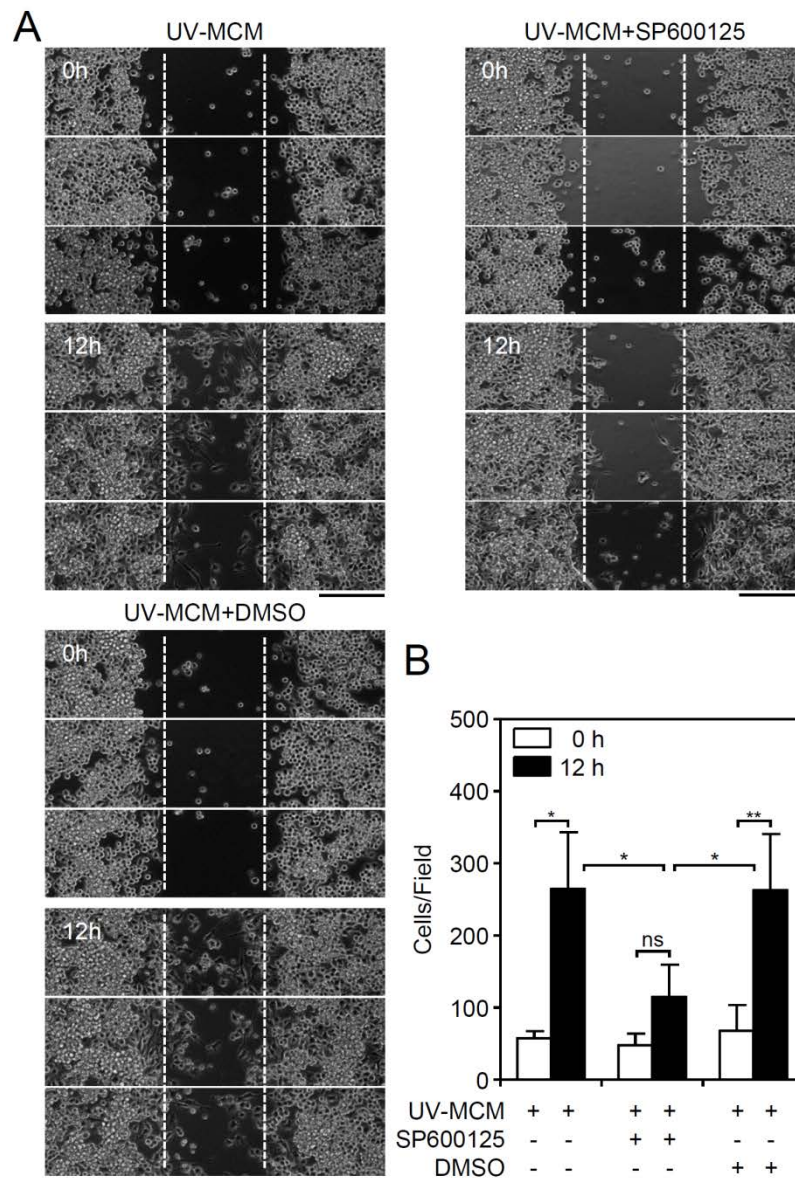 A
UV-MCM
0h
12h
UV-MCM+SP600125
0h
12h
UV-MCM+DMSO
0h
12h
B
500
400
300
200
100
0
Cells/Field
0 h
12 h
* * ns * **
UV-MCM + + + + + +
SP600125 - - + + - -
DMSO - - - - + +